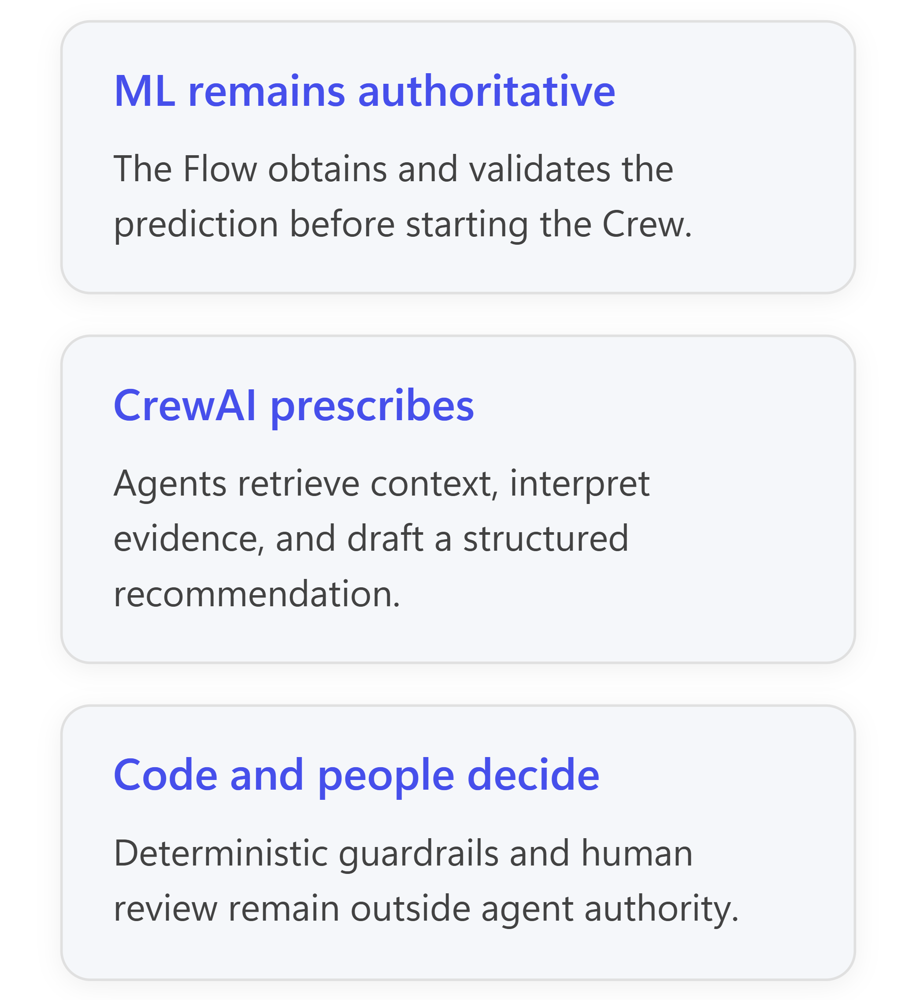 ML remains authoritative
The Flow obtains and validates the
prediction before starting the Crew.
CrewAI prescribes
Agents retrieve context, interpret
evidence, and draft a structured
recommendation.
Code and people decide
Deterministic guardrails and human
review remain outside agent authority.